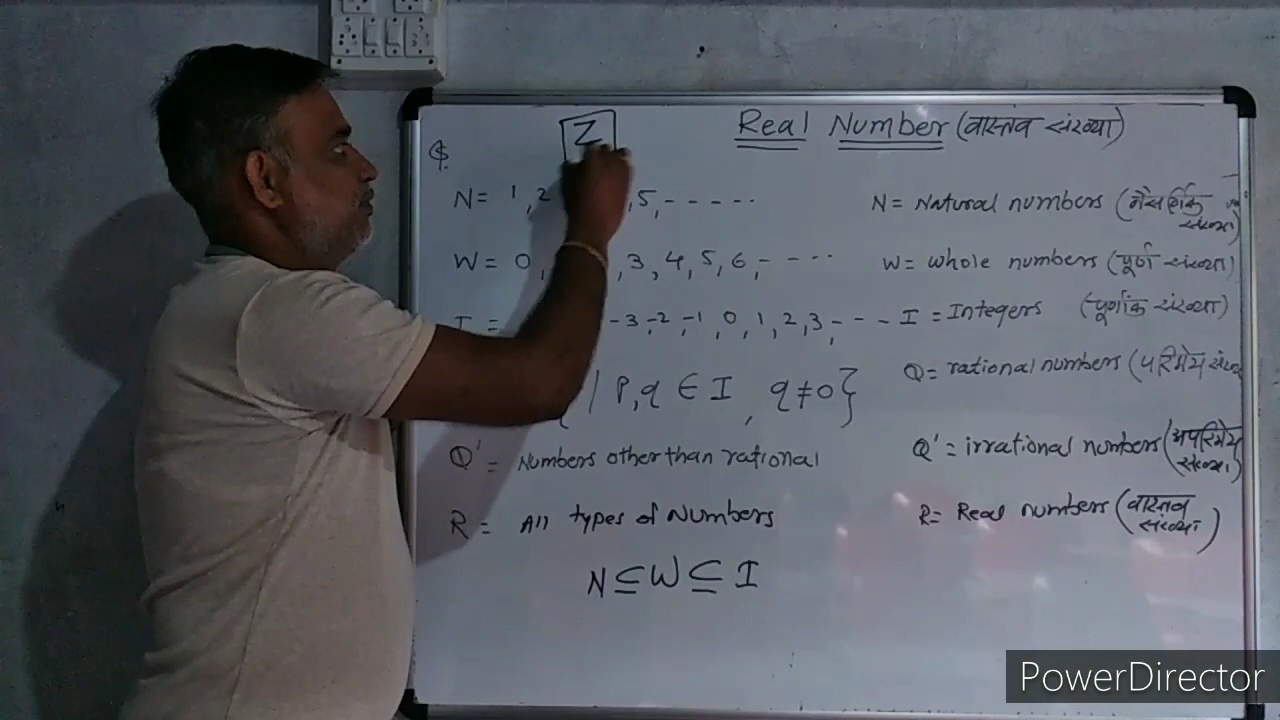 Z Real Number (वास्तव संख्या)
N = 1, 2 , 5, - - - - - N = Natural numbers (नैसर्गिक संख्या)
W = 0, , 3, 4, 5, 6, - - - - W = whole numbers (पूर्ण संख्या)
I = -3, -2, -1, 0, 1, 2, 3, - - - I = Integers (पूर्णांक संख्या)
/ P, q ∈ I, q ≠ 0} Q = rational numbers (परिमेय
Q' = Numbers other than rational Q' = irrational numbers (अपरिमेय संख्या)
R = All types of Numbers R = Real numbers (वास्तव संख्या)
N ⊆ W ⊆ I
PowerDirector